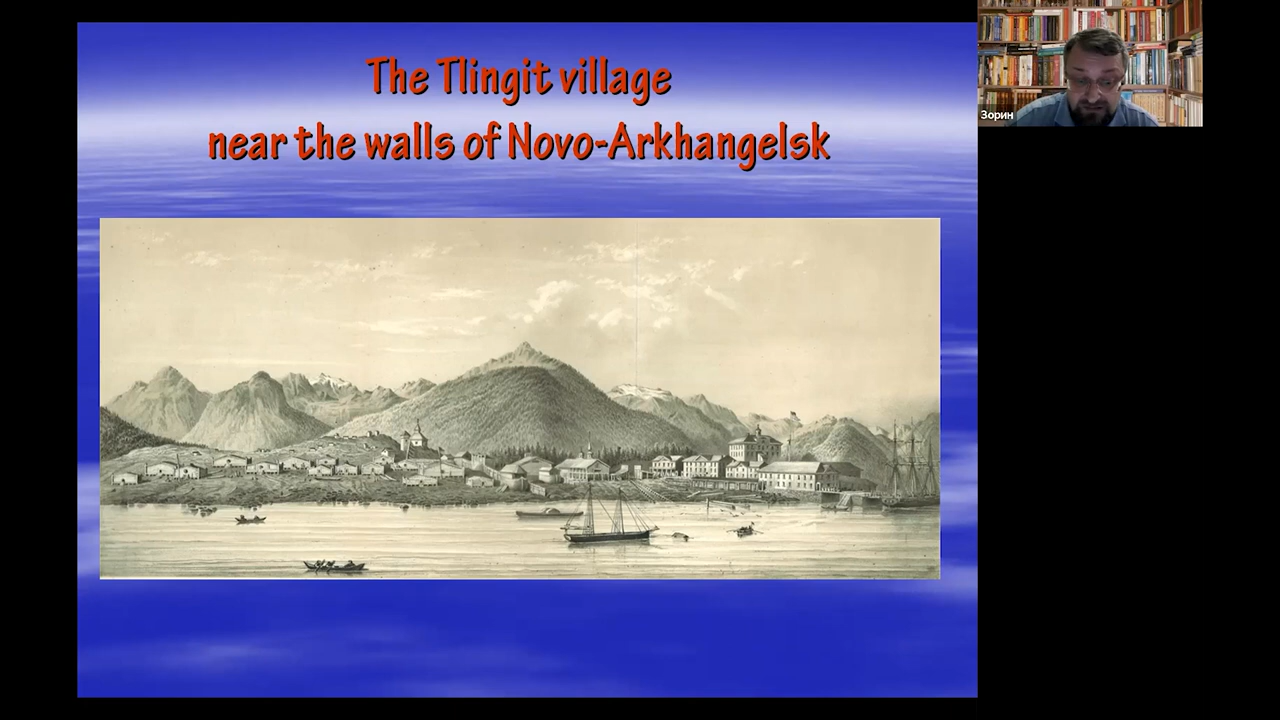 The Tlingit village
near the walls of Novo-Arkhangelsk
Зорин